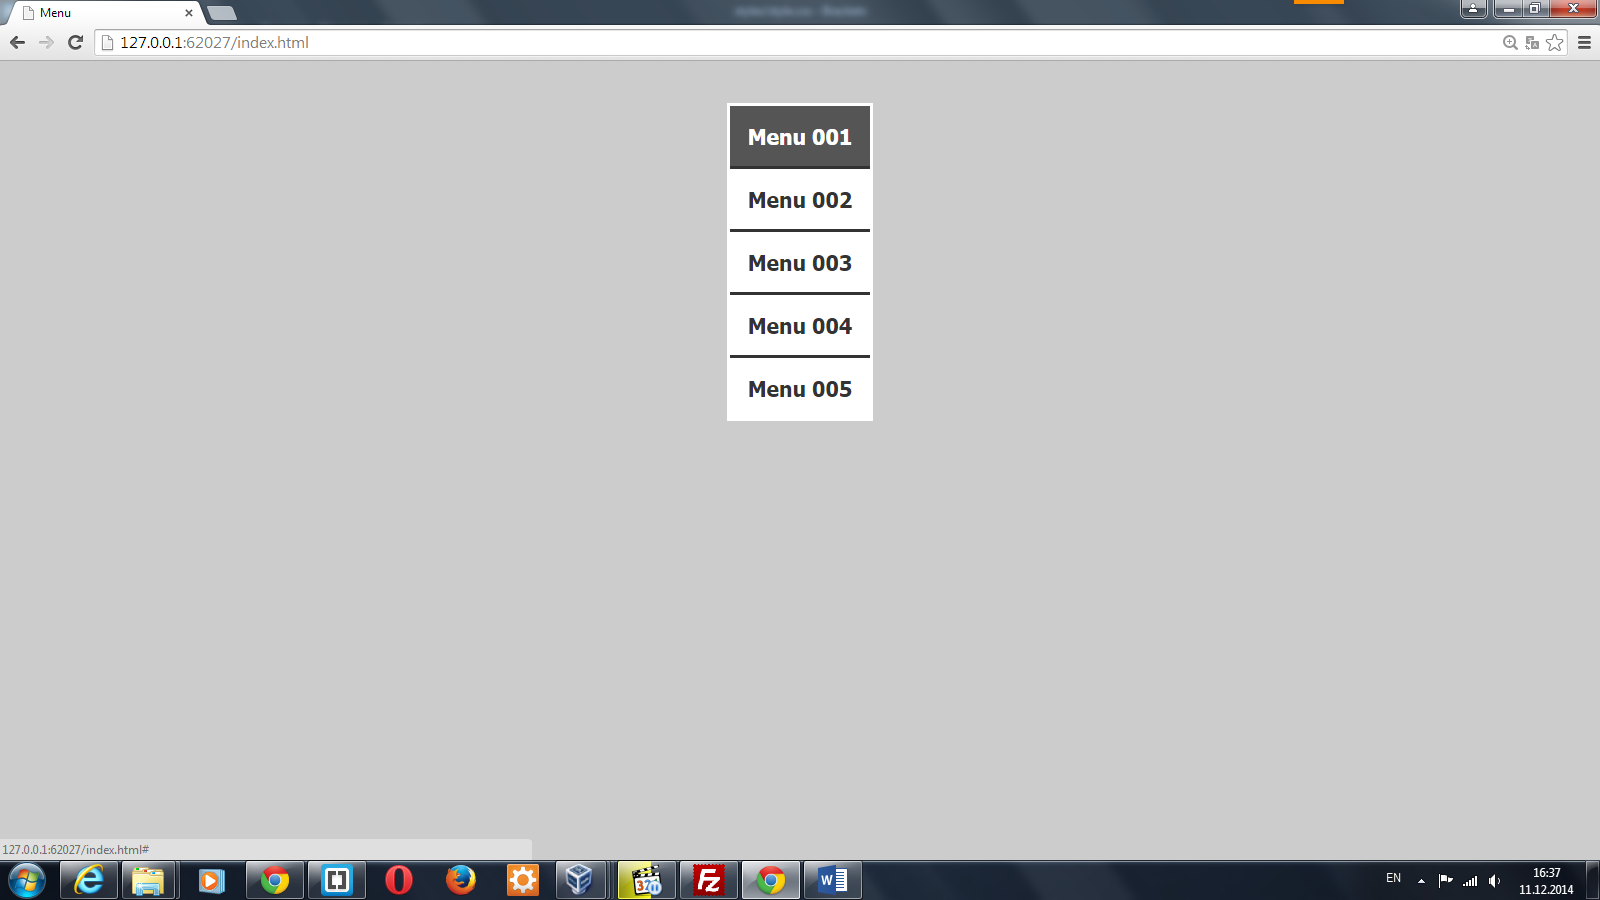 Menu
127.0.0.1:62027/index.html
Menu 001
Menu 002
Menu 003
Menu 004
Menu 005
127.0.0.1:62027/index.html#
EN
16:37
11.12.2014